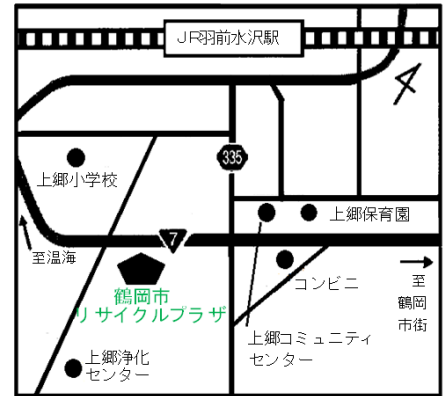 JR羽前水沢駅
335
上郷小学校
上郷保育園
7
至温海
コンビニ
至
鶴岡
市街
鶴岡市
リサイクルプラザ
上郷コミュニティ
センター
上郷浄化
センター